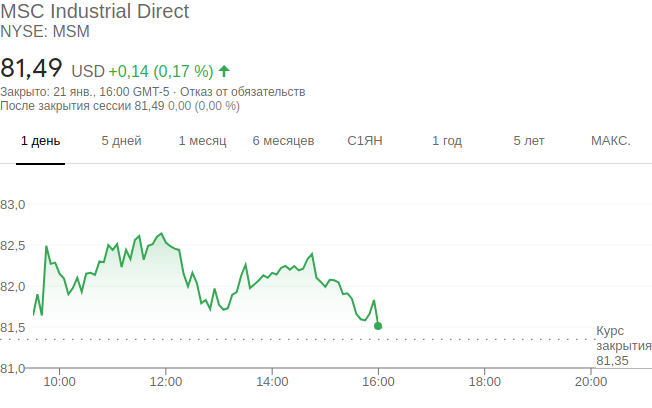 MSC Industrial Direct
NYSE: MSM
81,49 USD +0,14 (0,17 %)
Закрыто: 21 янв., 16:00 GMT-5 · Отказ от обязательств
После закрытия сессии 81,49 0,00 (0,00 %)
1 день 5 дней 1 месяц 6 месяцев С1ЯН 1 год 5 лет МАКС.
83,0
82,5
82,0
81,5
Курс
закрытия
81,35
81,0
10:00 12:00 14:00 16:00 18:00 20:00